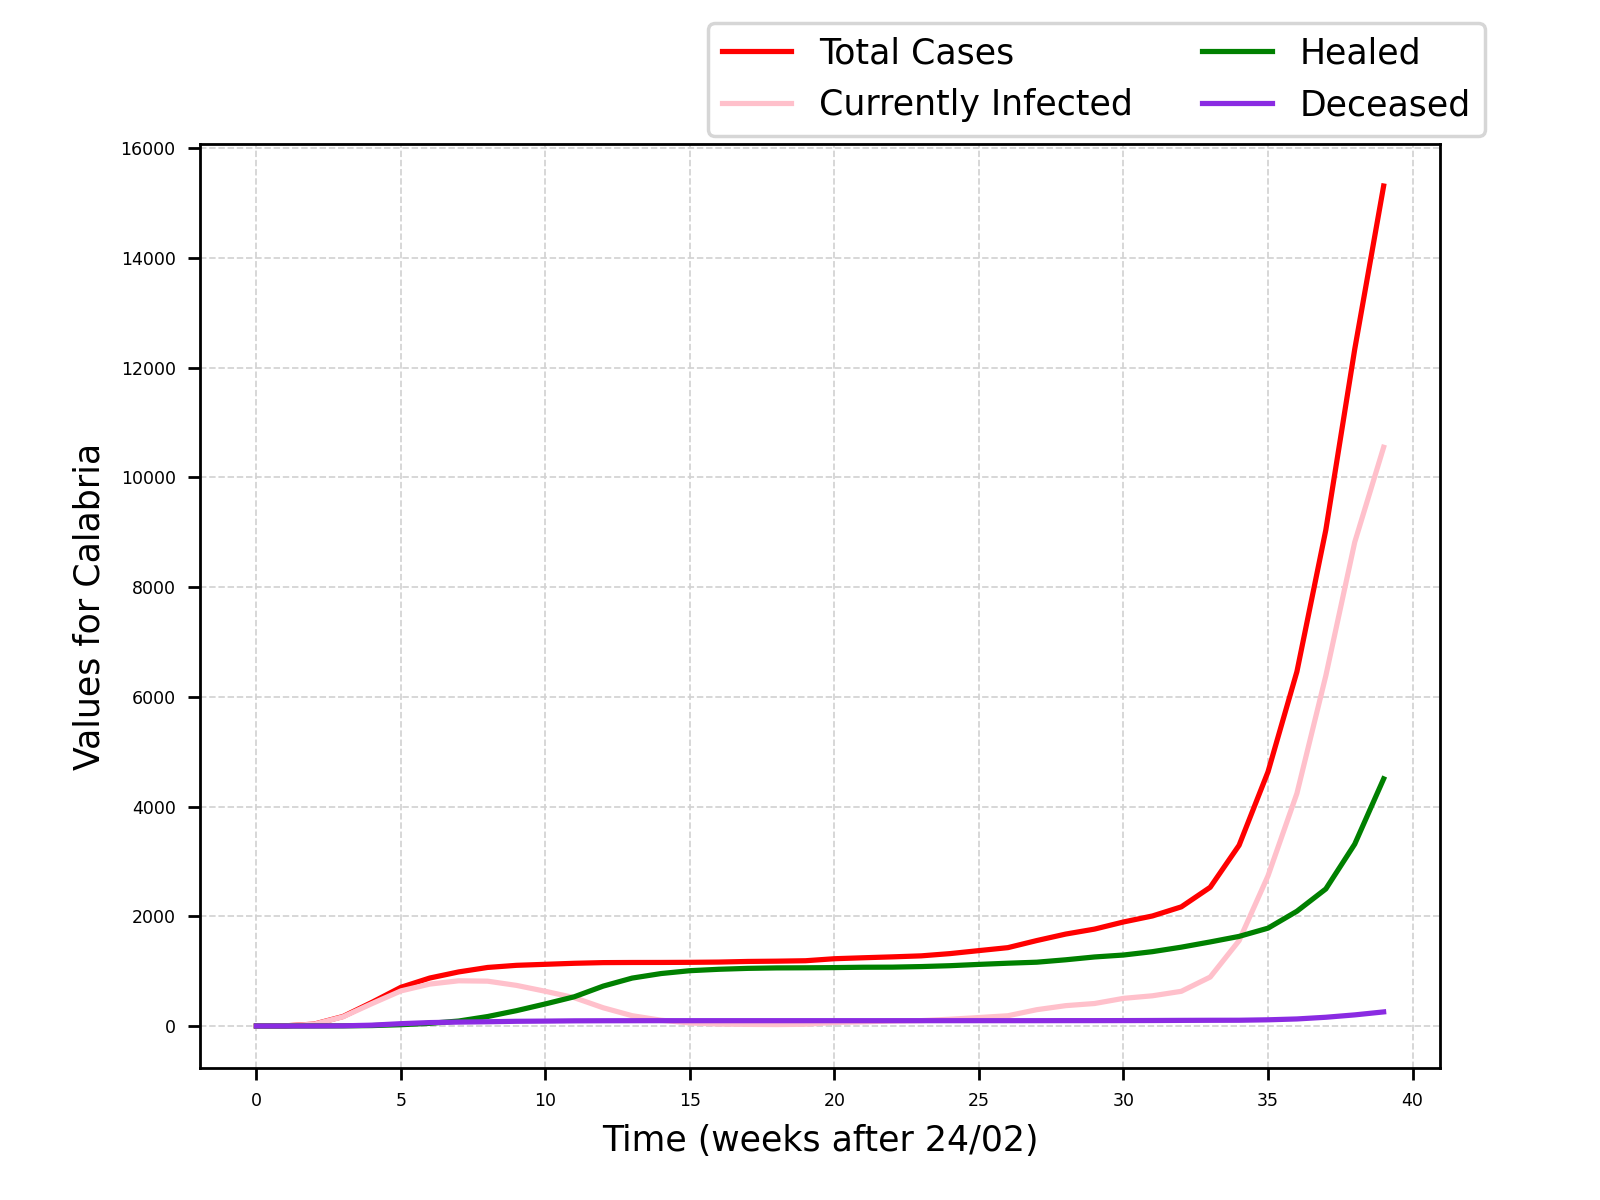 Total Cases
Currently Infected
Healed
Deceased
16000
14000
12000
10000
8000
6000
4000
2000
0
Values for Calabria
0 5 10 15 20 25 30 35 40
Time (weeks after 24/02)